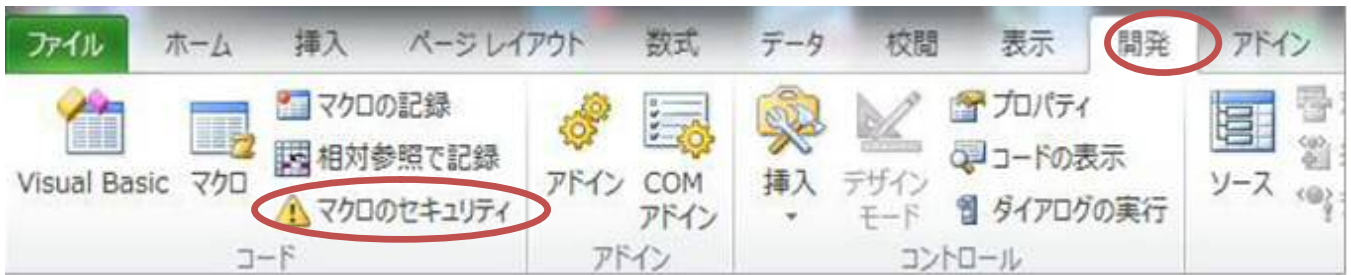 ファイル ホーム 挿入 ページ レイアウト 数式 データ 校閲 表示 開発 アドイン
Visual Basic
マクロ
マクロの記録
相対参照で記録
マクロのセキュリティ
コード
アドイン
COM
アドイン
アドイン
挿入
デザイン
モード
プロパティ
コードの表示
ダイアログの実行
コントロール
ソース